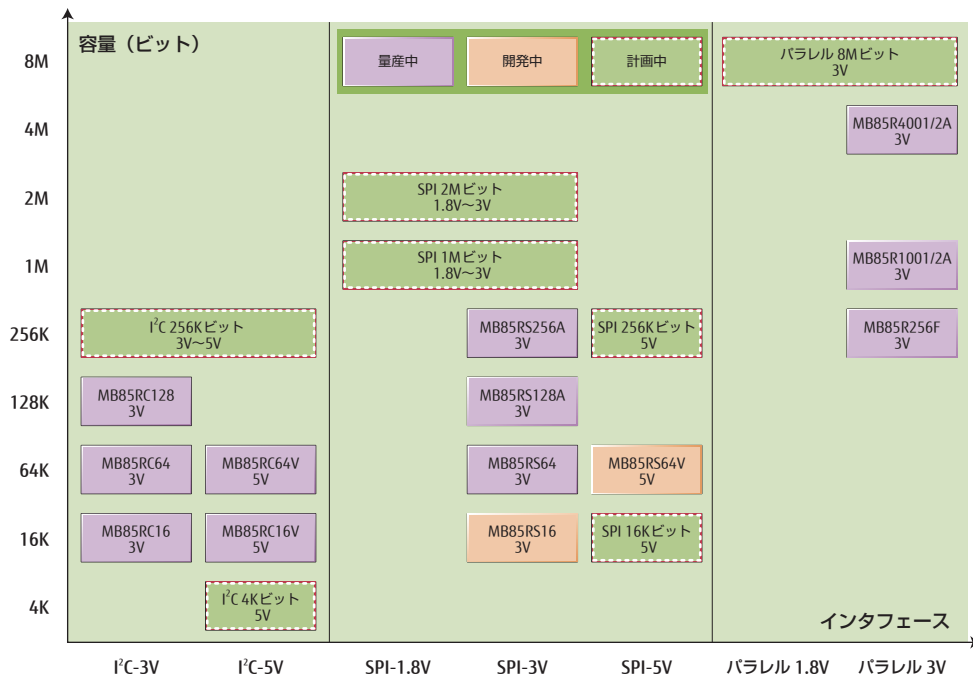 容量（ビット）
8M
4M
2M
1M
256K
128K
64K
16K
4K
量産中
開発中
計画中
パラレル 8Mビット
3V
MB85R4001/2A
3V
SPI 2Mビット
1.8V～3V
SPI 1Mビット
1.8V～3V
MB85R1001/2A
3V
I²C 256Kビット
3V～5V
MB85RS256A
3V
SPI 256Kビット
5V
MB85R256F
3V
MB85RC128
3V
MB85RS128A
3V
MB85RC64
3V
MB85RC64V
5V
MB85RS64
3V
MB85RS64V
5V
MB85RC16
3V
MB85RC16V
5V
MB85RS16
3V
SPI 16Kビット
5V
I²C 4Kビット
5V
インタフェース
I²C-3V
I²C-5V
SPI-1.8V
SPI-3V
SPI-5V
パラレル 1.8V
パラレル 3V